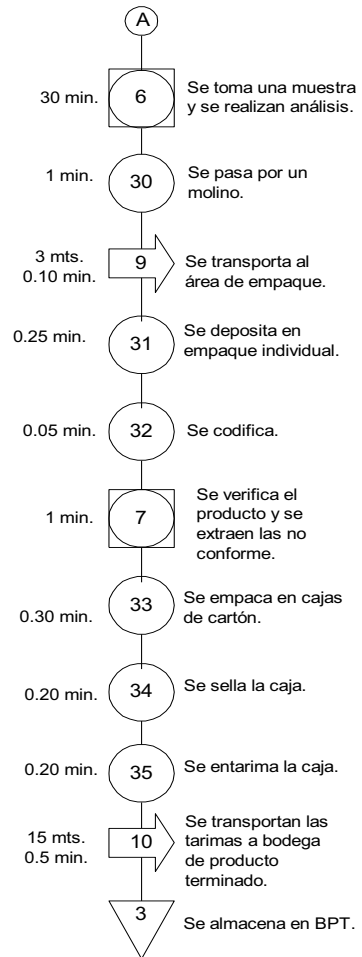 A
30 min.
6
Se toma una muestra
y se realizan análisis.
1 min.
30
Se pasa por un
molino.
3 mts.
0.10 min.
9
Se transporta al
área de empaque.
0.25 min.
31
Se deposita en
empaque individual.
0.05 min.
32
Se codifica.
1 min.
7
Se verifica el
producto y se
extraen las no
conforme.
0.30 min.
33
Se empaca en cajas
de cartón.
0.20 min.
34
Se sella la caja.
0.20 min.
35
Se entarima la caja.
15 mts.
0.5 min.
10
Se transportan las
tarimas a bodega
de producto
terminado.
3
Se almacena en BPT.